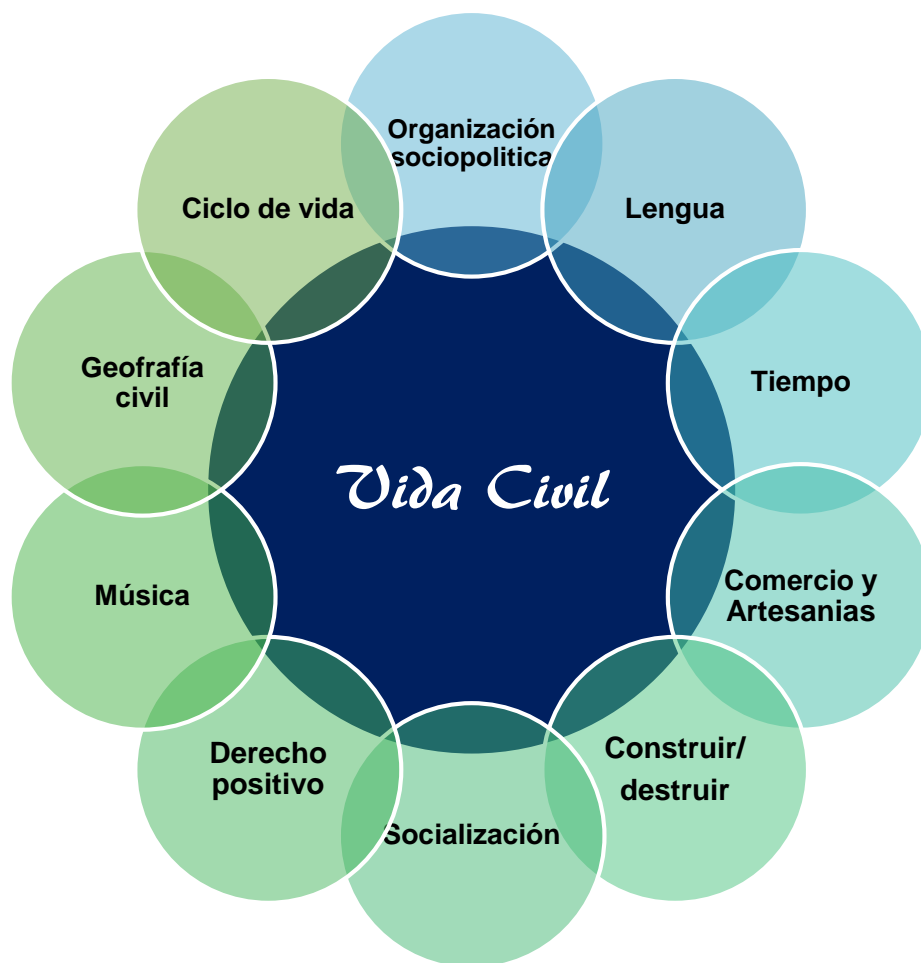 Organización
sociopolitica
Lengua
Tiempo
Comercio y
Artesanias
Construir/
destruir
Socialización
Derecho
positivo
Música
Geofrafía
civil
Ciclo de vida
Vida Civil